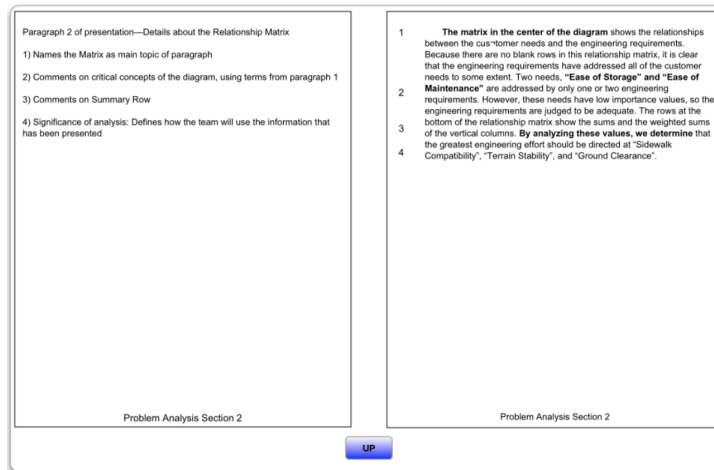 Paragraph 2 of presentation—Details about the Relationship Matrix
1) Names the Matrix as main topic of paragraph
2) Comments on critical concepts of the diagram, using terms from paragraph 1
3) Comments on Summary Row
4) Significance of analysis: Defines how the team will use the information that
has been presented
Problem Analysis Section 2
1 The matrix in the center of the diagram shows the relationships
between the cus¬tomer needs and the engineering requirements.
Because there are no blank rows in this relationship matrix, it is clear
that the engineering requirements have addressed all of the customer
needs to some extent. Two needs, “Ease of Storage” and “Ease of
2 Maintenance” are addressed by only one or two engineering
requirements. However, these needs have low importance values, so the
engineering requirements are judged to be adequate. The rows at the
bottom of the relationship matrix show the sums and the weighted sums
3 of the vertical columns. By analyzing these values, we determine that
the greatest engineering effort should be directed at “Sidewalk
4 Compatibility”, “Terrain Stability”, and “Ground Clearance”.
Problem Analysis Section 2
UP